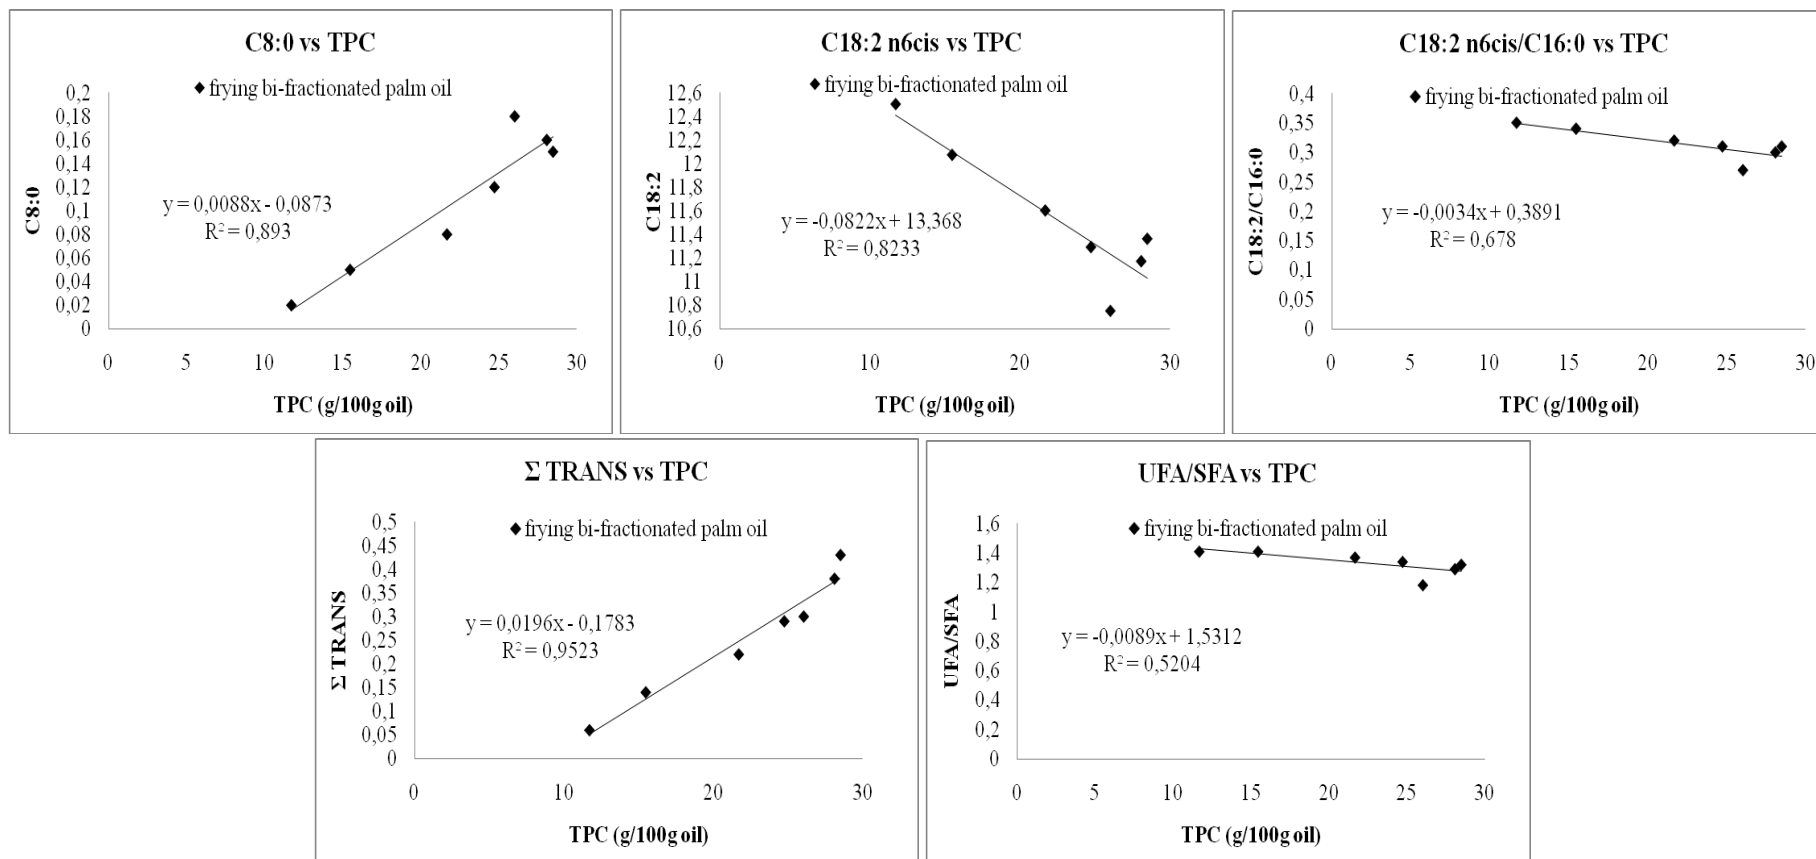 C8:0 vs TPC
frying bi-fractionated palm oil
0,2
0,18
0,16
0,14
0,12
0,1
0,08
0,06
0,04
0,02
0
C8:0
y = 0,0088x - 0,0873
R² = 0,893
0 5 10 15 20 25 30
TPC (g/100g oil)
C18:2 n6cis vs TPC
frying bi-fractionated palm oil
12,6
12,4
12,2
12
11,8
11,6
11,4
11,2
11
10,8
10,6
C18:2
y = -0,0822x + 13,368
R² = 0,8233
0 10 20 30
TPC (g/100g oil)
C18:2 n6cis/C16:0 vs TPC
frying bi-fractionated palm oil
0,4
0,35
0,3
0,25
0,2
0,15
0,1
0,05
0
C18:2/C16:0
y = -0,0034x + 0,3891
R² = 0,678
0 5 10 15 20 25 30
TPC (g/100g oil)
Σ TRANS vs TPC
frying bi-fractionated palm oil
0,5
0,45
0,4
0,35
0,3
0,25
0,2
0,15
0,1
0,05
0
Σ TRANS
y = 0,0196x - 0,1783
R² = 0,9523
0 10 20 30
TPC (g/100g oil)
UFA/SFA vs TPC
frying bi-fractionated palm oil
1,6
1,4
1,2
1
0,8
0,6
0,4
0,2
0
UFA/SFA
y = -0,0089x + 1,5312
R² = 0,5204
0 5 10 15 20 25 30
TPC (g/100g oil)